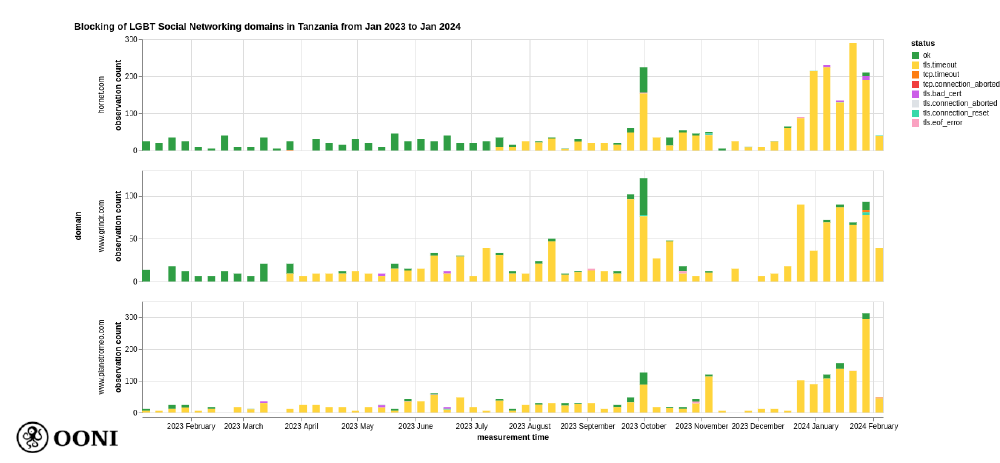 Blocking of LGBT Social Networking domains in Tanzania from Jan 2023 to Jan 2024
status
ok
tls.timeout
tcp.timeout
tcp.connection_aborted
tls.bad_cert
tls.connection_aborted
tls.connection_reset
tls.eof_error
domain
hornet.com
observation count
300
200
100
0
www.grindr.com
observation count
100
50
0
www.planetromeo.com
observation count
300
200
100
0
2023 February 2023 March 2023 April 2023 May 2023 June 2023 July 2023 August 2023 September 2023 October 2023 November 2023 December 2024 January 2024 February
measurement time
OONI